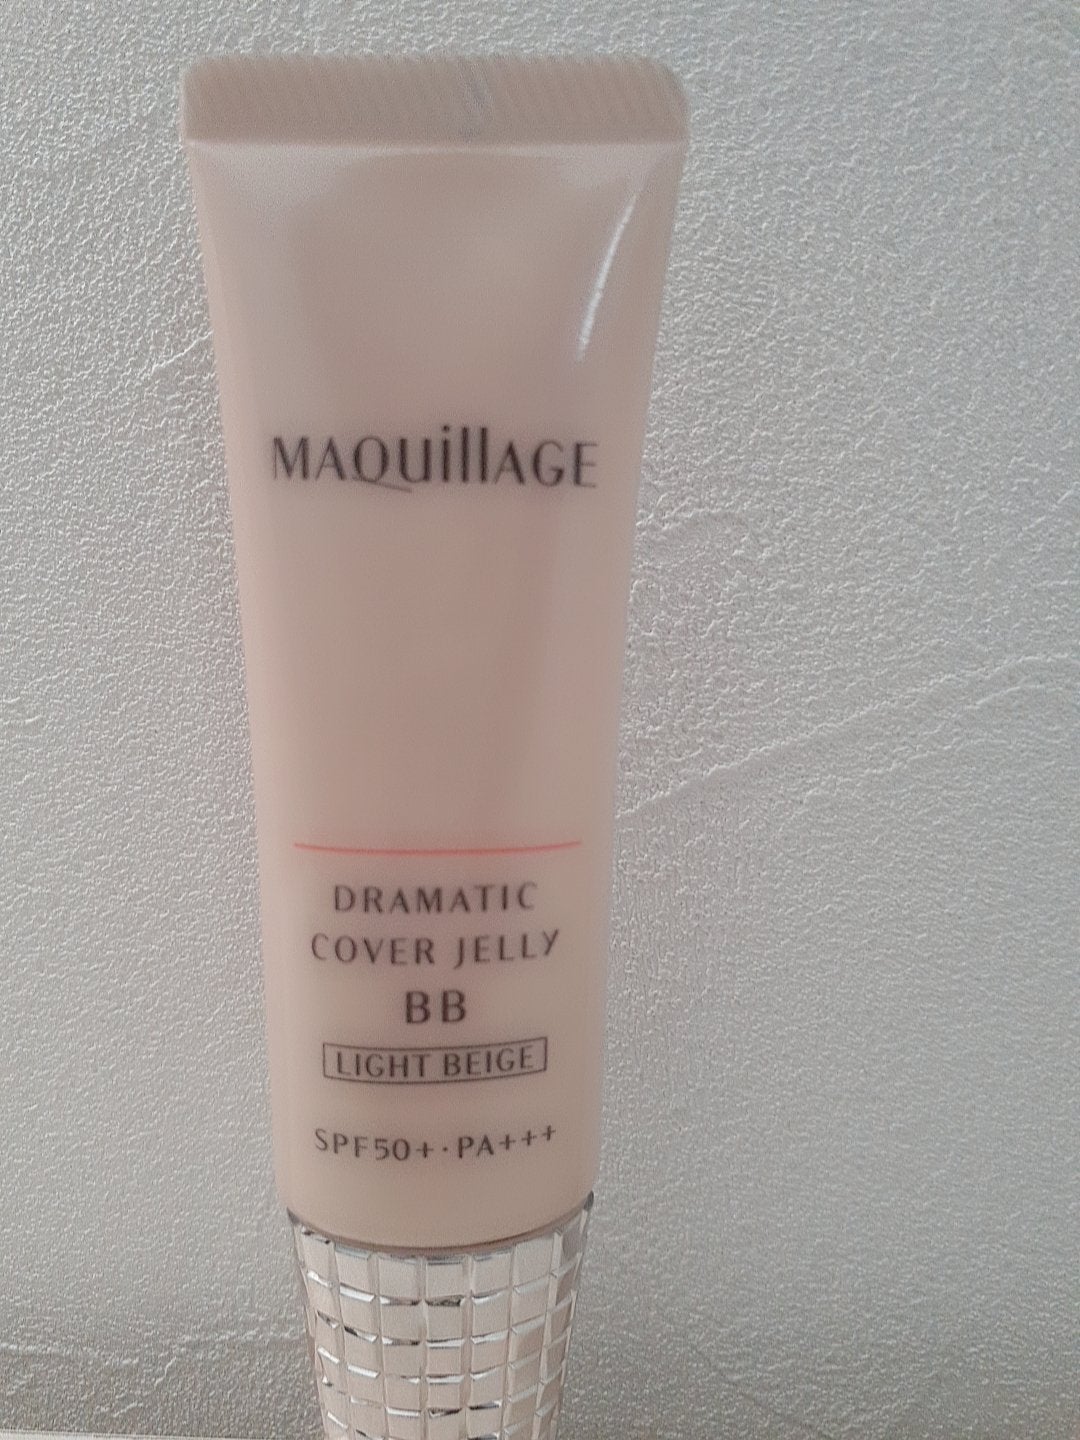 MAQuillAGE
DRAMATIC
COVER JELLY
BB
LIGHT BEIGE
SPF50+・PA+++